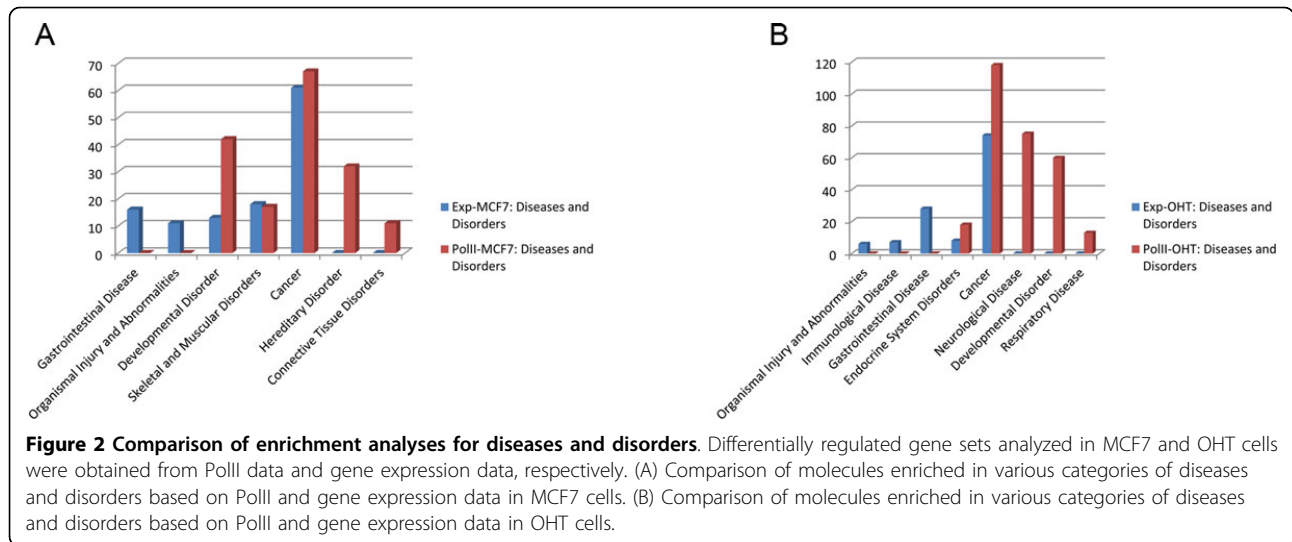 A
70
60
50
40
30
20
10
0
Gastrointestinal Disease
Organismal Injury and Abnormalities
Developmental Disorder
Skeletal and Muscular Disorders
Cancer
Hereditary Disorder
Connective Tissue Disorders
Exp-MCF7: Diseases and
Disorders
PolII-MCF7: Diseases and
Disorders
B
120
100
80
60
40
20
0
Organismal Injury and Abnormalities
Immunological Disease
Gastrointestinal Disease
Endocrine System Disorders
Cancer
Neurological Disease
Developmental Disorder
Respiratory Disease
Exp-OHT: Diseases and
Disorders
PolII-OHT: Diseases and
Disorders
Figure 2 Comparison of enrichment analyses for diseases and disorders. Differentially regulated gene sets analyzed in MCF7 and OHT cells
were obtained from PolII data and gene expression data, respectively. (A) Comparison of molecules enriched in various categories of diseases
and disorders based on PolII and gene expression data in MCF7 cells. (B) Comparison of molecules enriched in various categories of diseases
and disorders based on PolII and gene expression data in OHT cells.